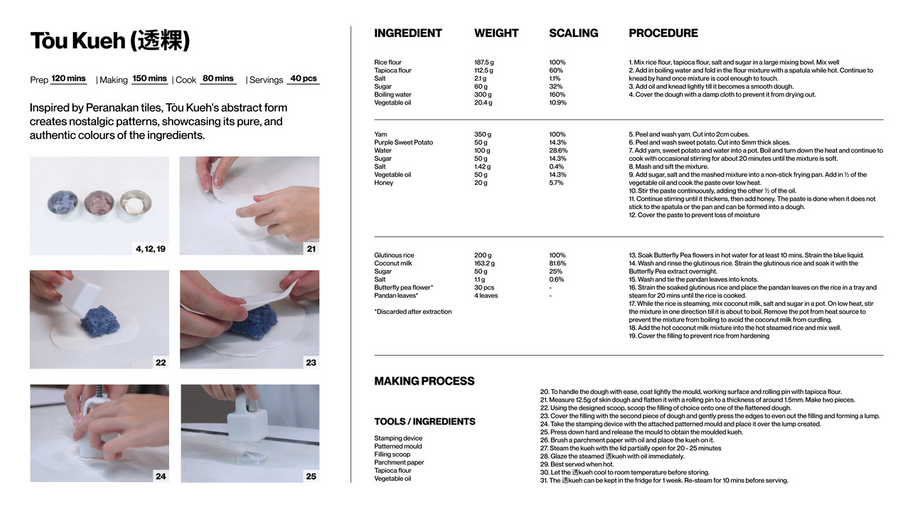 Tòu Kueh (透粿)
Prep 120 mins | Making 150 mins | Cook 80 mins | Servings 40 pcs
Inspired by Peranakan tiles, Tòu Kueh's abstract form
creates nostalgic patterns, showcasing its pure, and
authentic colours of the ingredients.
4, 12, 19
21
22
23
24
25
INGREDIENT WEIGHT SCALING PROCEDURE
Rice flour 187.5 g 100%
Tapioca flour 112.5 g 60%
Salt 2.1 g 1.1%
Sugar 60 g 32%
Boiling water 300 g 160%
Vegetable oil 20.4 g 10.9%
1. Mix rice flour, tapioca flour, salt and sugar in a large mixing bowl. Mix well
2. Add in boiling water and fold in the flour mixture with a spatula while hot. Continue to
knead by hand once mixture is cool enough to touch.
3. Add oil and knead lightly till it becomes a smooth dough.
4. Cover the dough with a damp cloth to prevent it from drying out.
Yam 350 g 100%
Purple Sweet Potato 50 g 14.3%
Water 100 g 28.6%
Sugar 50 g 14.3%
Salt 1.42 g 0.4%
Vegetable oil 50 g 14.3%
Honey 20 g 5.7%
5. Peel and wash yam. Cut into 2cm cubes.
6. Peel and wash sweet potato. Cut into 5mm thick slices.
7. Add yam, sweet potato and water into a pot. Boil and turn down the heat and continue to
cook with occasional stirring for about 20 minutes until the mixture is soft.
8. Mash and sift the mixture.
9. Add sugar, salt and the mashed mixture into a non-stick frying pan. Add in ½ of the
vegetable oil and cook the paste over low heat.
10. Stir the paste continuously, adding the other ½ of the oil.
11. Continue stirring until it thickens, then add honey. The paste is done when it does not
stick to the spatula or the pan and can be formed into a dough.
12. Cover the paste to prevent loss of moisture
Glutinous rice 200 g 100%
Coconut milk 163.2 g 81.6%
Sugar 50 g 25%
Salt 1.1 g 0.6%
Butterfly pea flower* 30 pcs -
Pandan leaves* 4 leaves -
*Discarded after extraction
13. Soak Butterfly Pea flowers in hot water for at least 10 mins. Strain the blue liquid.
14. Wash and rinse the glutinous rice. Strain the glutinous rice and soak it with the
Butterfly Pea extract overnight.
15. Wash and tie the pandan leaves into knots.
16. Strain the soaked glutinous rice and place the pandan leaves on the rice in a tray and
steam for 20 minutes until the rice is cooked.
17. While the rice is steaming, mix coconut milk, salt and sugar in a pot. On low heat, stir
the mixture in one direction till it is about to boil. Remove the pot from heat source to
prevent the mixture from boiling to avoid the coconut milk from curdling.
18. Add the hot coconut milk mixture into the hot steamed rice and mix well.
19. Cover the filling to prevent rice from hardening
MAKING PROCESS
TOOLS / INGREDIENTS
Stamping device
Patterned mould
Filling scoop
Parchment paper
Tapioca flour
Vegetable oil
20. To handle the dough with ease, coat lightly the mould, working surface and rolling pin with tapioca flour.
21. Measure 12.5g of skin dough and flatten it with a rolling pin to a thickness of around 1.5mm. Make two pieces.
22. Using the designed scoop, scoop the filling of choice onto one of the flattened dough.
23. Cover the filling with the second piece of dough and gently press the edges to even out the filling and forming a lump.
24. Take the stamping device with the attached patterned mould and place it over the lump created.
25. Press down hard and release the mould to obtain the moulded kueh.
26. Brush a parchment paper with oil and place the kueh on it.
27. Steam the kueh with the lid partially open for 20 - 25 minutes
28. Glaze the steamed 透kueh with oil immediately.
29. Best served when hot.
30. Let the 透kueh cool to room temperature before storing.
31. The 透kueh can be kept in the fridge for 1 week. Re-steam for 10 mins before serving.